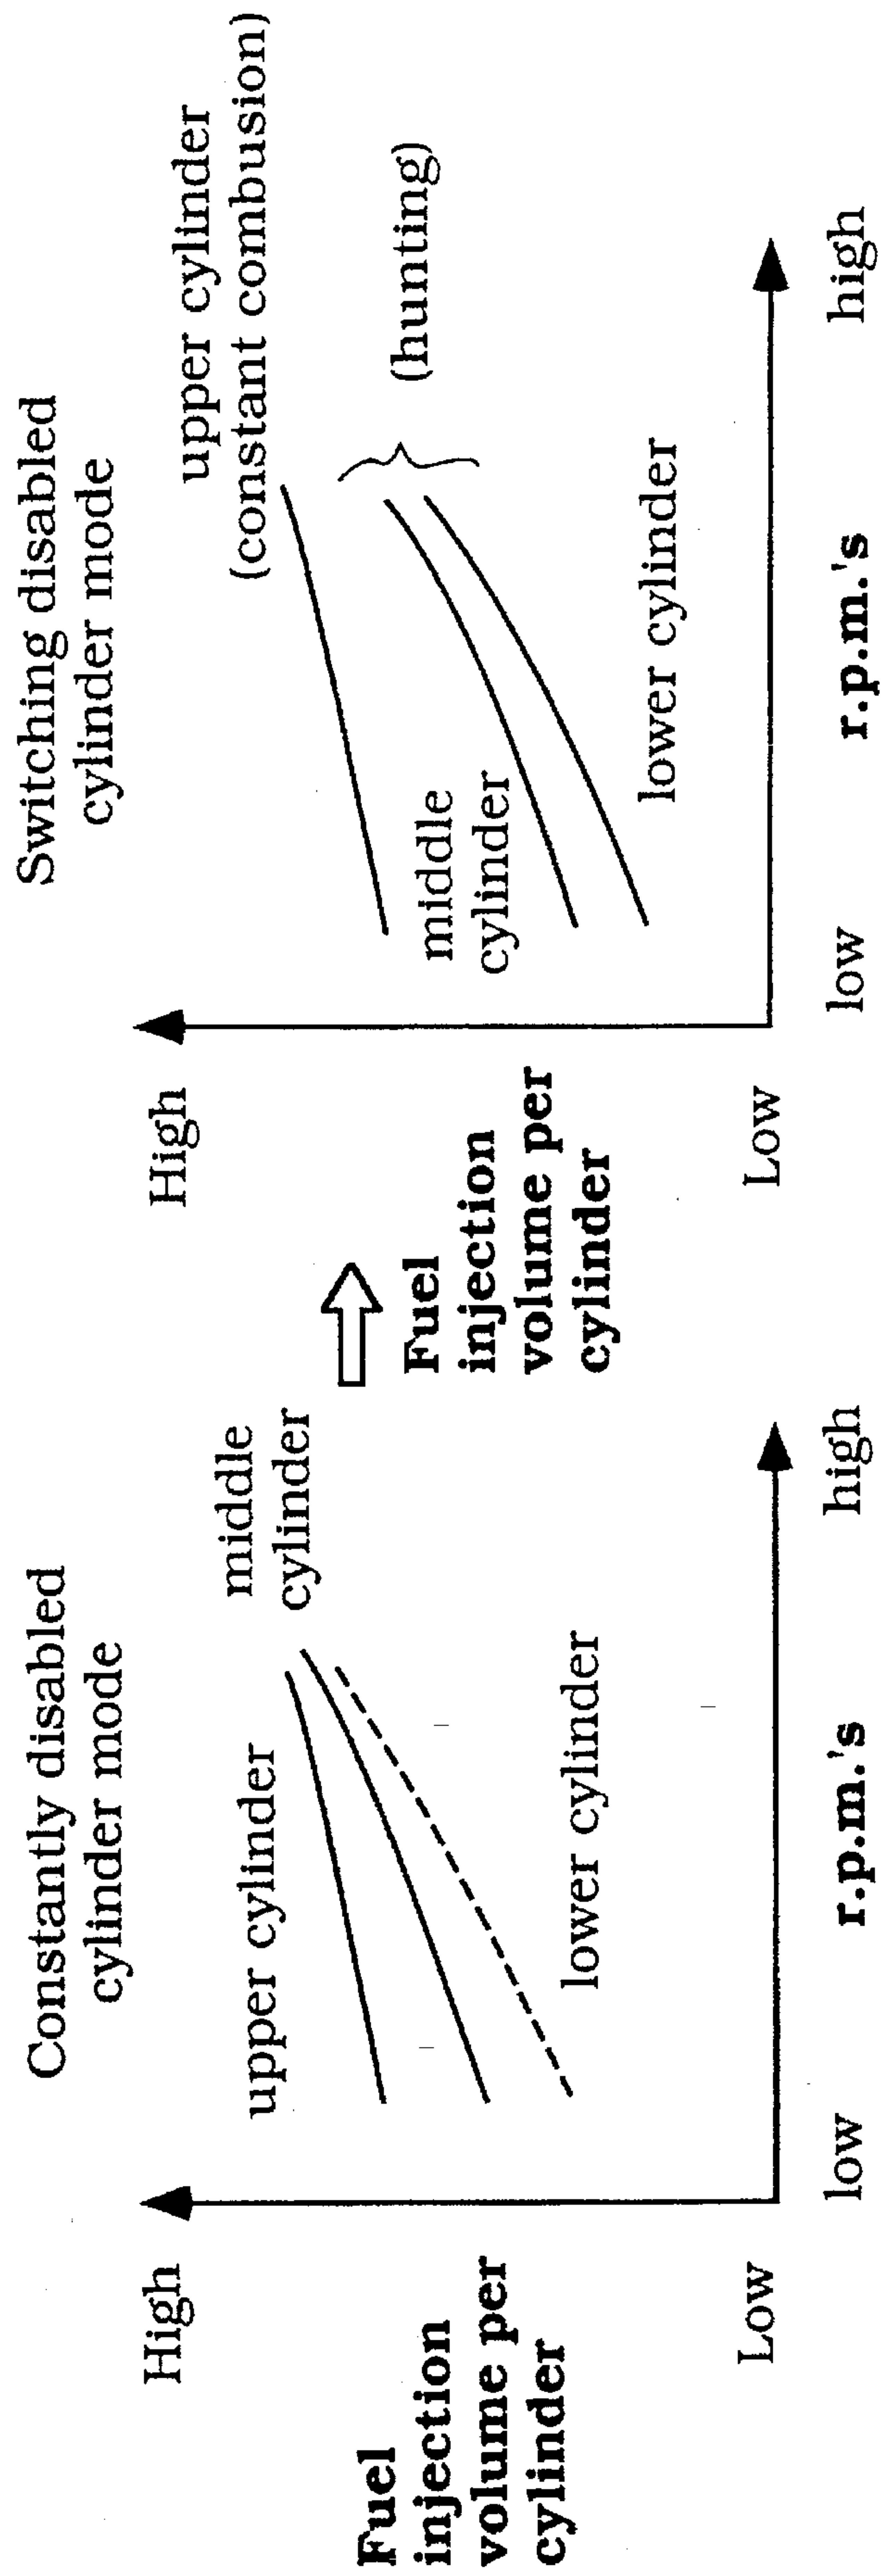 Constantly disabled
cylinder mode
High
Fuel
injection
volume per
cylinder
Low
upper cylinder
middle
cylinder
lower cylinder
low
r.p.m.'s
high
Switching disabled
cylinder mode
High
Fuel
injection
volume per
cylinder
Low
upper cylinder
(constant combusion)
(hunting)
middle
cylinder
lower cylinder
low
r.p.m.'s
high